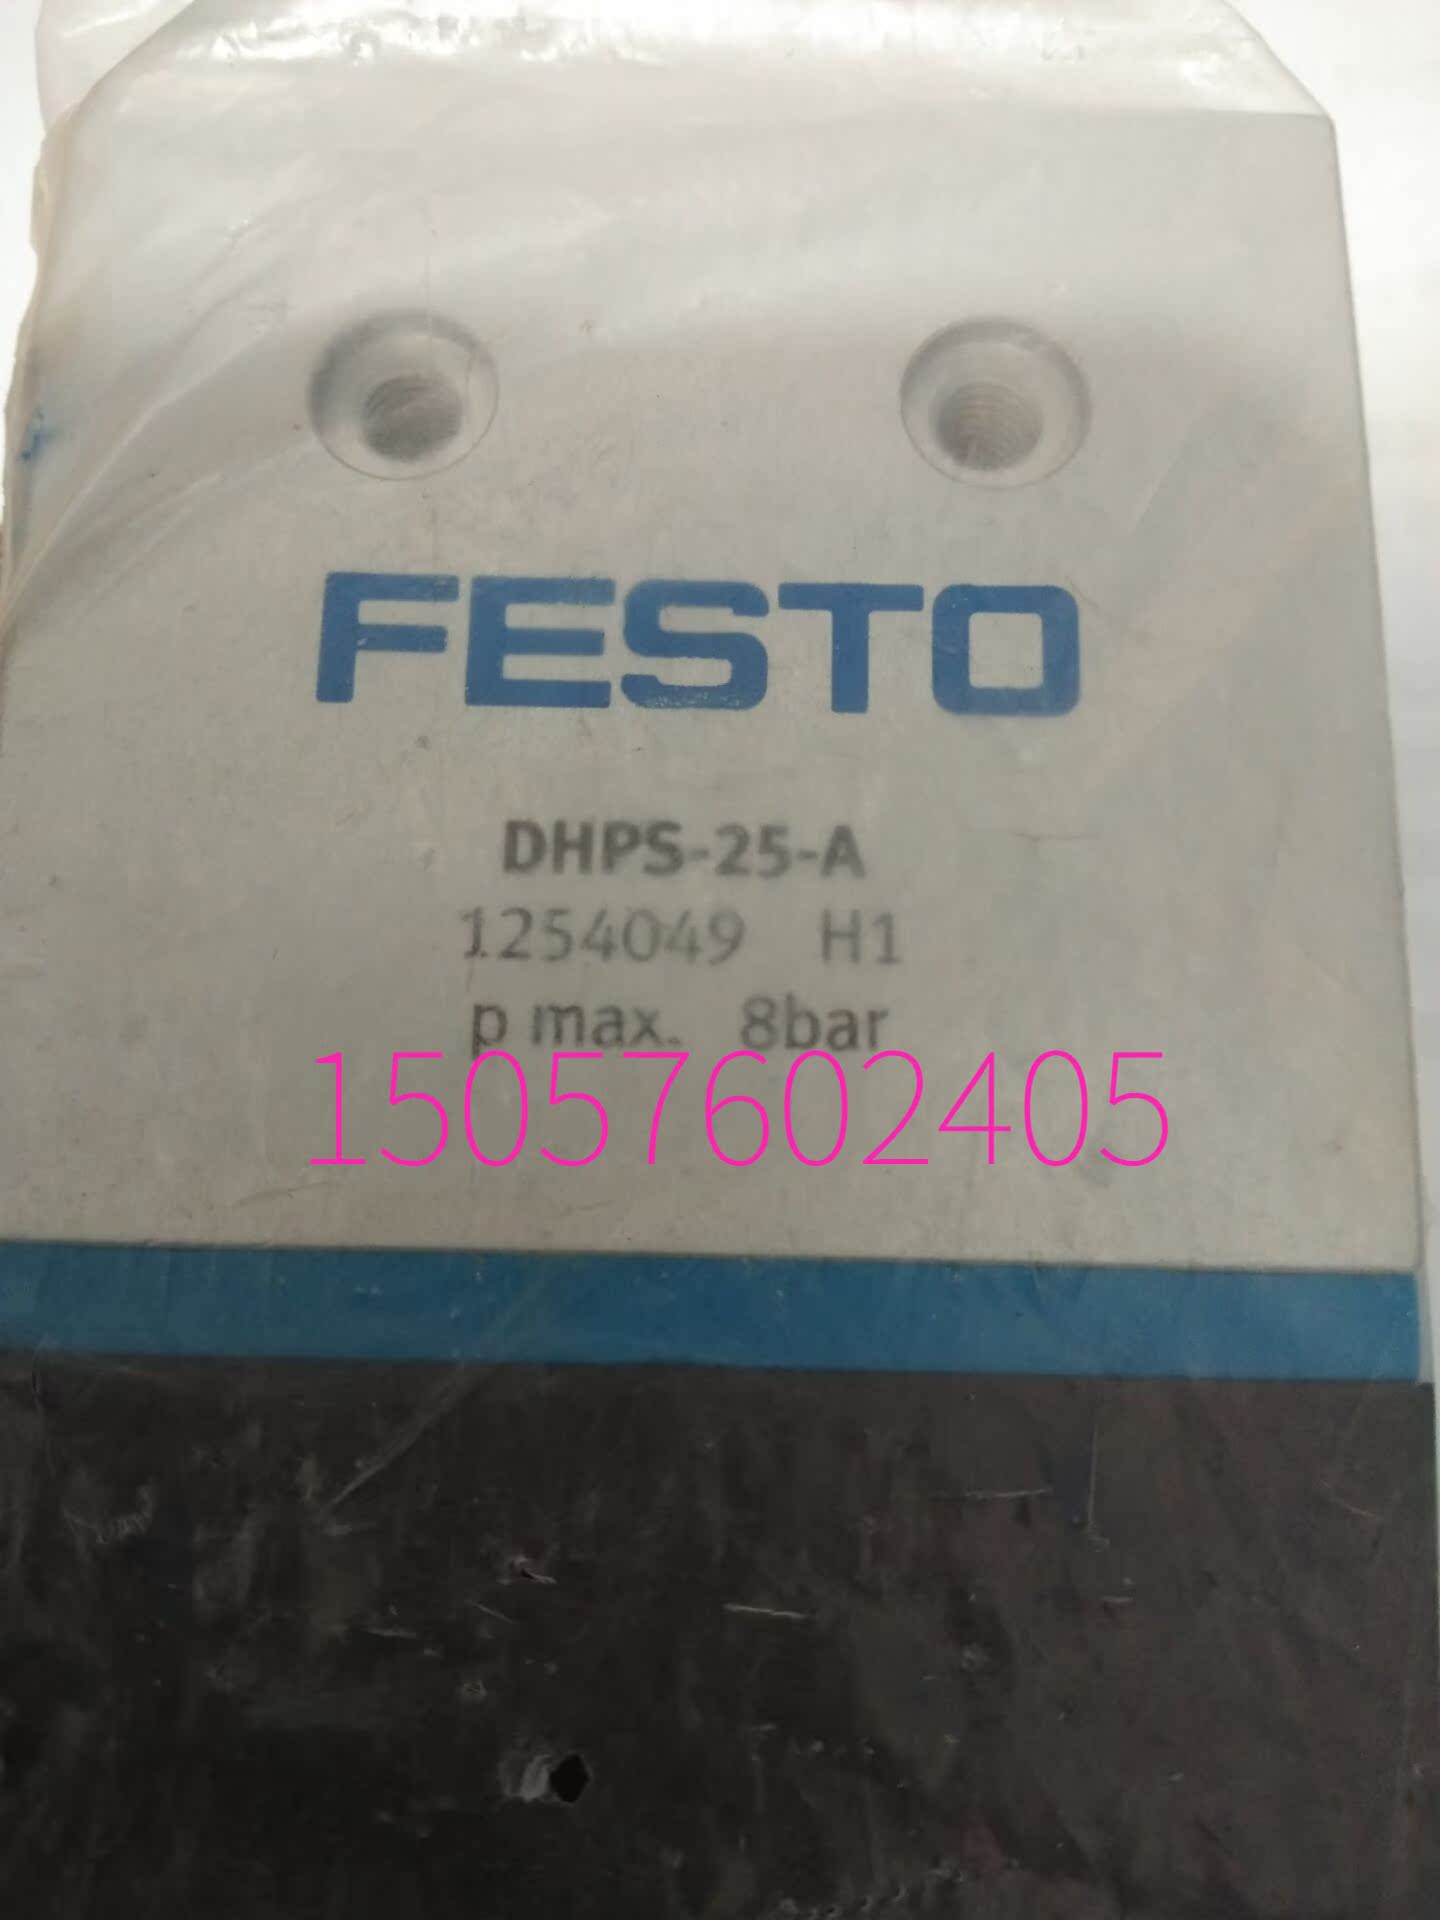 FESTO
DHPS-25-A
1254049 H1
p max. 8bar
15057602405